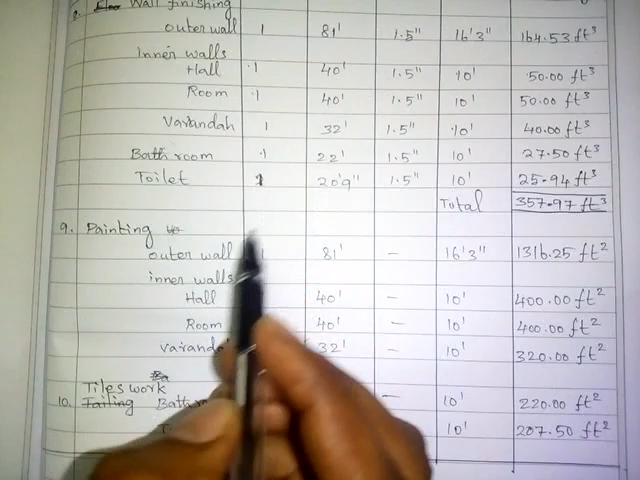 8. Wall finishing
outer wall 1 81' 1.5" 16'3" 164.53 ft³
Inner walls
Hall 1 40' 1.5" 10' 50.00 ft³
Room 1 40' 1.5" 10' 50.00 ft³
Varandah 1 32' 1.5" 10' 40.00 ft³
Bath room 1 22' 1.5" 10' 27.50 ft³
Toilet 1 20'9" 1.5" 10' 25.94 ft³
Total 357.97 ft³
9. Painting
outer wall 1 81' — 16'3" 1316.25 ft²
inner walls
Hall 40' — 10' 400.00 ft²
Room 40' — 10' 400.00 ft²
varandah 32' — 10' 320.00 ft²
Tiles work
10. Tailing Bathro — 10' 220.00 ft²
T 10' 207.50 ft²